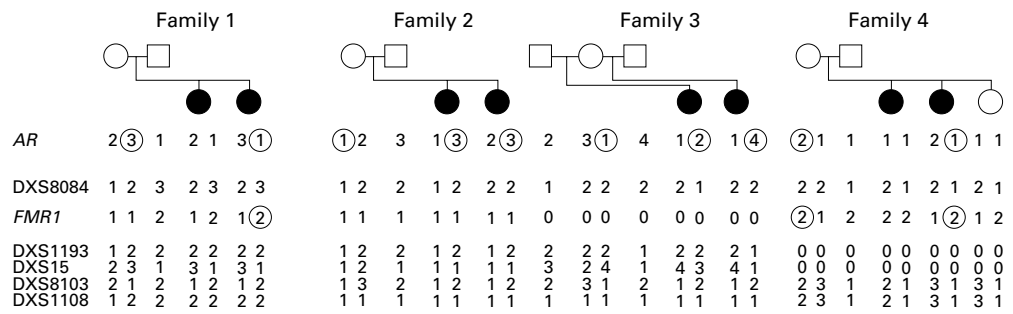 Family 1 Family 2 Family 3 Family 4
AR 2 3 1 2 1 3 1 1 2 3 1 3 2 3 2 3 1 4 1 2 1 4 2 1 1 1 1 2 1 1 1
DXS8084 1 2 3 2 3 2 3 1 2 2 1 2 2 2 1 2 2 2 2 1 2 2 2 2 1 2 1 2 1 2 1
FMR1 1 1 2 1 2 1 2 1 1 1 1 1 1 1 0 0 0 0 0 0 0 0 2 1 2 2 2 1 2 1 2
DXS1193 1 2 2 2 2 2 2 1 2 2 1 2 1 2 2 2 2 1 2 2 2 1 0 0 0 0 0 0 0 0 0
DXS15 2 3 1 3 1 3 1 1 2 1 1 1 1 1 3 2 4 1 4 3 4 1 0 0 0 0 0 0 0 0 0
DXS8103 2 1 2 1 2 1 2 1 3 2 1 2 1 2 2 3 1 2 1 2 1 2 2 3 1 2 1 3 1 3 1
DXS1108 1 2 2 2 2 2 2 1 1 1 1 1 1 1 1 1 1 1 1 1 1 1 2 3 1 2 1 3 1 3 1